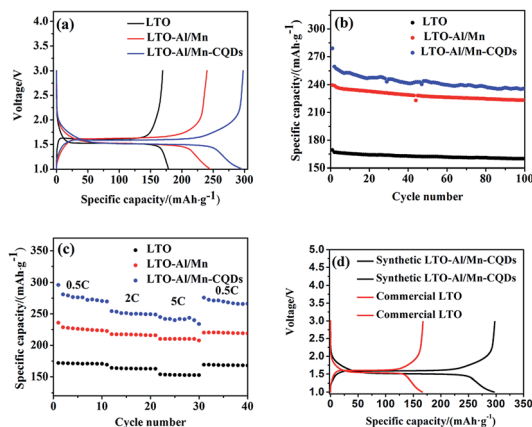 (a)
LTO
LTO-Al/Mn
LTO-Al/Mn-CQDs
Voltage/V
4.0
3.5
3.0
2.5
2.0
1.5
1.0
0 50 100 150 200 250 300
Specific capacity/(mAh·g⁻¹)
(b)
LTO
LTO-Al/Mn
LTO-Al/Mn-CQDs
Specific capacity/(mAh·g⁻¹)
330
300
270
240
210
180
150
0 20 40 60 80 100
Cycle number
(c)
LTO
LTO-Al/Mn
LTO-Al/Mn-CQDs
0.5C
2C
5C
0.5C
Specific capacity/(mAh·g⁻¹)
350
300
250
200
150
0 10 20 30 40
Cycle number
(d)
Synthetic LTO-Al/Mn-CQDs
Synthetic LTO-Al/Mn-CQDs
Commercial LTO
Commercial LTO
Voltage/V
5.0
4.5
4.0
3.5
3.0
2.5
2.0
1.5
1.0
0 50 100 150 200 250 300 350
Specific capacity/(mAh·g⁻¹)